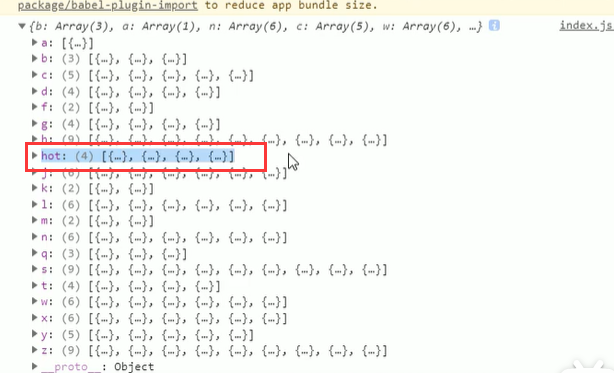 package/babel-plugin-import to reduce app bundle size.
▼{b: Array(3), a: Array(1), n: Array(6), c: Array(5), w: Array(6), …} i index.js
▶a: [{…}]
▶b: (3) [{…}, {…}, {…}]
▶c: (5) [{…}, {…}, {…}, {…}, {…}]
▶d: (4) [{…}, {…}, {…}, {…}]
▶f: (2) [{…}, {…}]
▶g: (4) [{…}, {…}, {…}, {…}]
▶h: (9) [{…}, {…}, {…}, {…}, {…}, {…}, {…}, {…}, {…}]
▶hot: (4) [{…}, {…}, {…}, {…}]
▶j: (6) [{…}, {…}, {…}, {…}, {…}, {…}]
▶k: (2) [{…}, {…}]
▶l: (6) [{…}, {…}, {…}, {…}, {…}, {…}]
▶m: (2) [{…}, {…}]
▶n: (6) [{…}, {…}, {…}, {…}, {…}, {…}]
▶q: (3) [{…}, {…}, {…}]
▶s: (9) [{…}, {…}, {…}, {…}, {…}, {…}, {…}, {…}, {…}]
▶t: (4) [{…}, {…}, {…}, {…}]
▶w: (6) [{…}, {…}, {…}, {…}, {…}, {…}]
▶x: (6) [{…}, {…}, {…}, {…}, {…}, {…}]
▶y: (5) [{…}, {…}, {…}, {…}, {…}]
▶z: (9) [{…}, {…}, {…}, {…}, {…}, {…}, {…}, {…}, {…}]
▶__proto__: Object